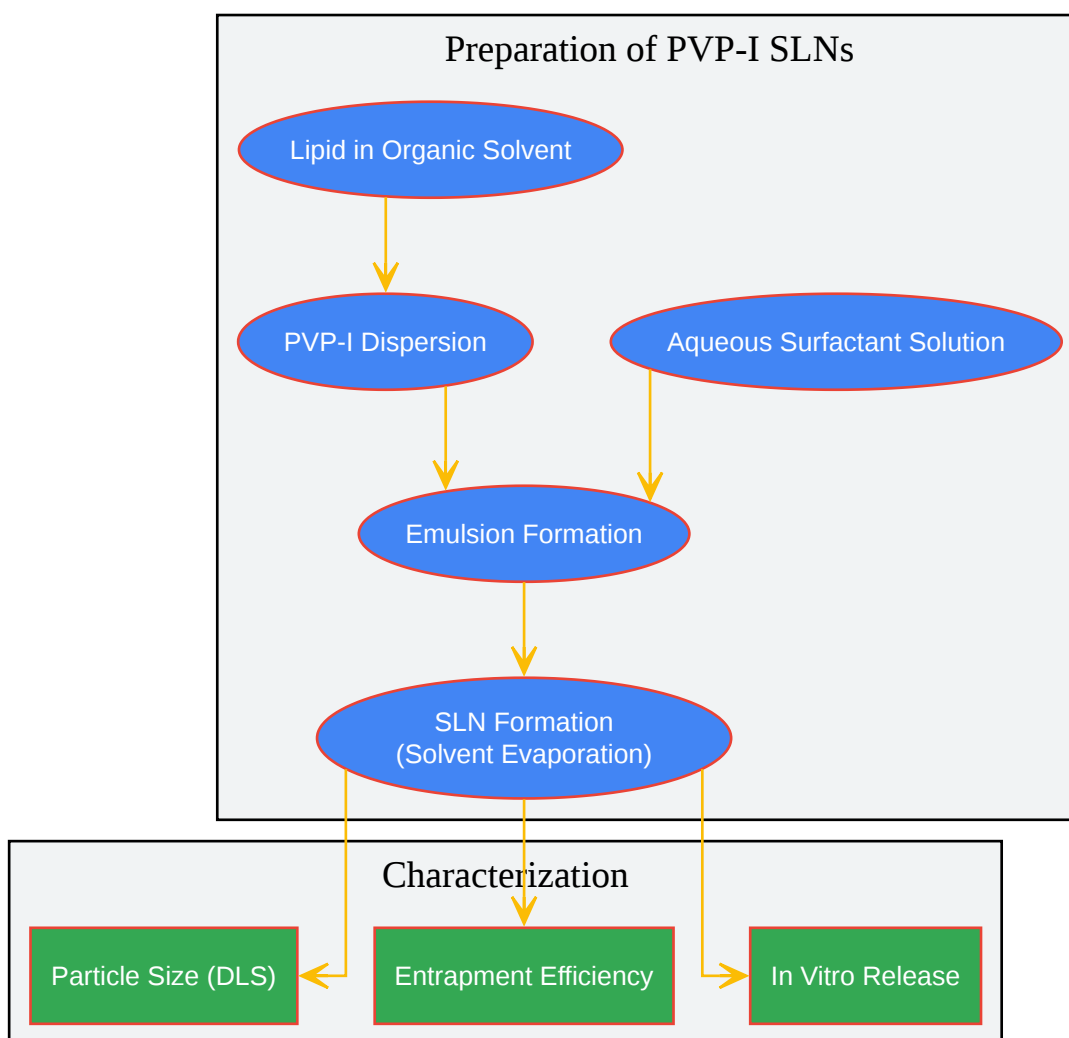 Preparation of PVP-I SLNs
Lipid in Organic Solvent
PVP-I Dispersion
Aqueous Surfactant Solution
Emulsion Formation
SLN Formation
(Solvent Evaporation)
Characterization
Particle Size (DLS)
Entrapment Efficiency
In Vitro Release